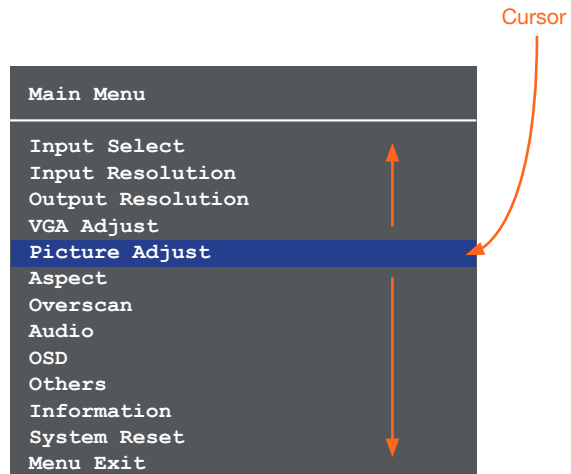 Cursor
Main Menu
Input Select
Input Resolution
Output Resolution
VGA Adjust
Picture Adjust
Aspect
Overscan
Audio
OSD
Others
Information
System Reset
Menu Exit